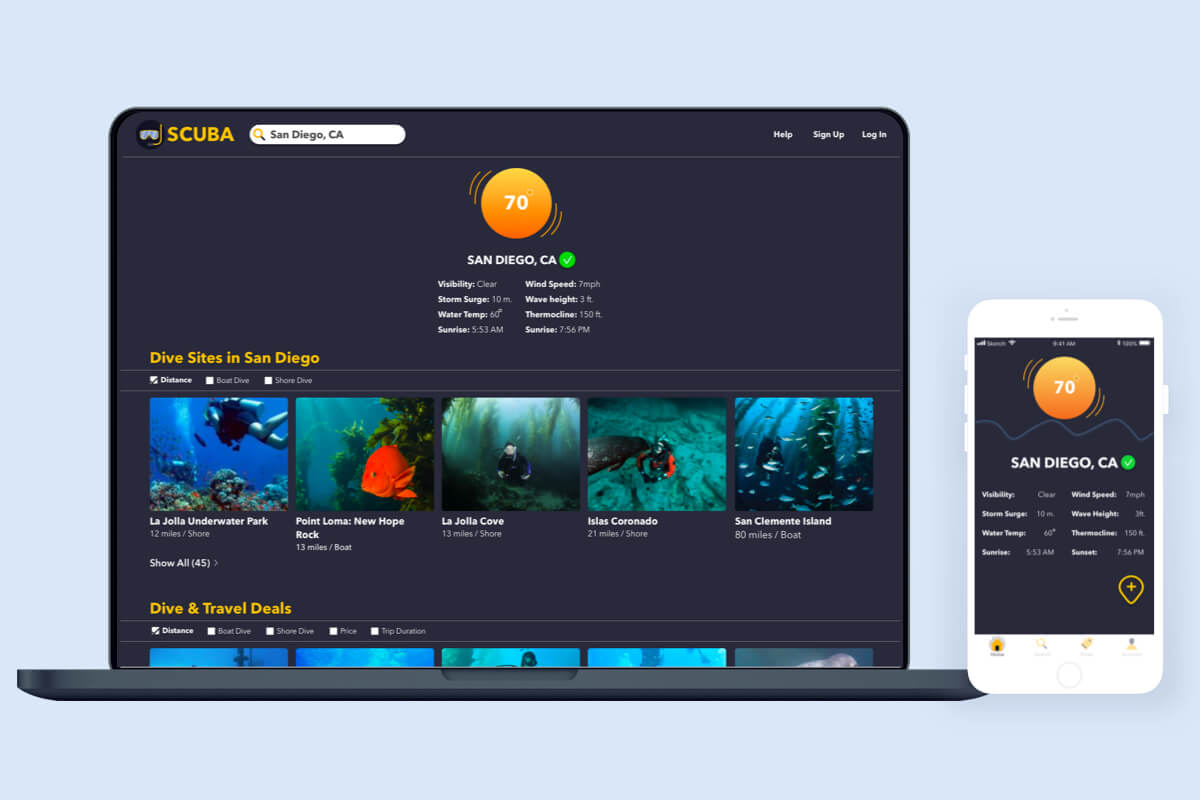 SCUBA
San Diego, CA
Help Sign Up Log In
70°
SAN DIEGO, CA
Visibility: Clear Wind Speed: 7mph
Storm Surge: 10 m. Wave height: 3 ft.
Water Temp: 60° Thermocline: 150 ft.
Sunrise: 5:53 AM Sunrise: 7:56 PM
Dive Sites in San Diego
Distance Boat Dive Shore Dive
La Jolla Underwater Park
12 miles / Shore
Point Loma: New Hope
Rock
13 miles / Boat
La Jolla Cove
13 miles / Shore
Islas Coronado
21 miles / Shore
San Clemente Island
80 miles / Boat
Show All (45) >
Dive & Travel Deals
Distance Boat Dive Shore Dive Price Trip Duration
Sketch 9:41 AM 100%
70°
SAN DIEGO, CA
Visibility: Clear Wind Speed: 7mph
Storm Surge: 10 m. Wave Height: 3ft.
Water Temp: 60° Thermocline: 150 ft.
Sunrise: 5:53 AM Sunset: 7:56 PM
Home